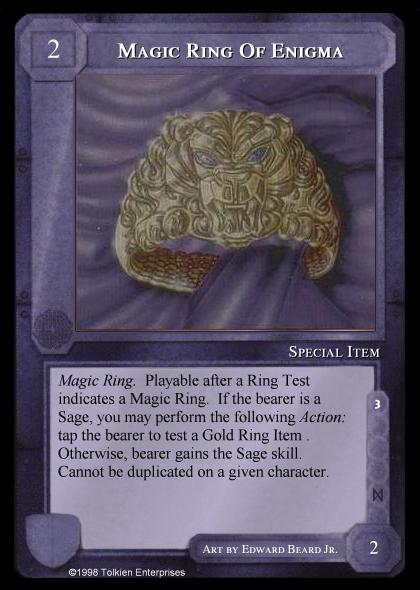 2
Magic Ring Of Enigma
Special Item
Magic Ring. Playable after a Ring Test
indicates a Magic Ring. If the bearer is a
Sage, you may perform the following Action:
tap the bearer to test a Gold Ring Item .
Otherwise, bearer gains the Sage skill.
Cannot be duplicated on a given character.
3
Art by Edward Beard Jr.
2
©1998 Tolkien Enterprises